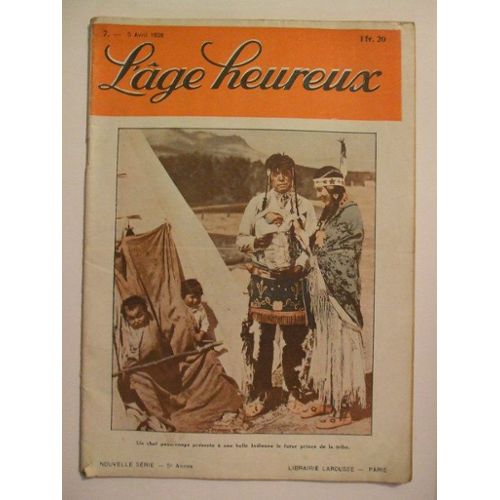 7. — 5 Avril 1928
1 fr. 20
L'âge heureux
Un chef peau-rouge présente à une belle Indienne le futur prince de la tribu.
NOUVELLE SÉRIE — 5e Année
LIBRAIRIE LAROUSSE — PARIS